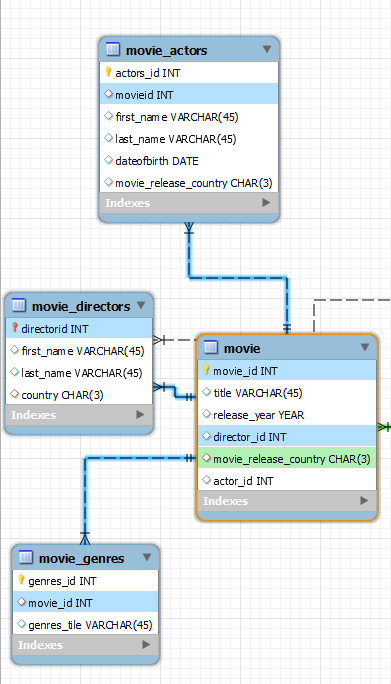 movie_actors
actors_id INT
movieid INT
first_name VARCHAR(45)
last_name VARCHAR(45)
dateofbirth DATE
movie_release_country CHAR(3)
Indexes
movie_directors
directorid INT
first_name VARCHAR(45)
last_name VARCHAR(45)
country CHAR(3)
Indexes
movie
movie_id INT
title VARCHAR(45)
release_year YEAR
director_id INT
movie_release_country CHAR(3)
actor_id INT
Indexes
movie_genres
genres_id INT
movie_id INT
genres_tile VARCHAR(45)
Indexes